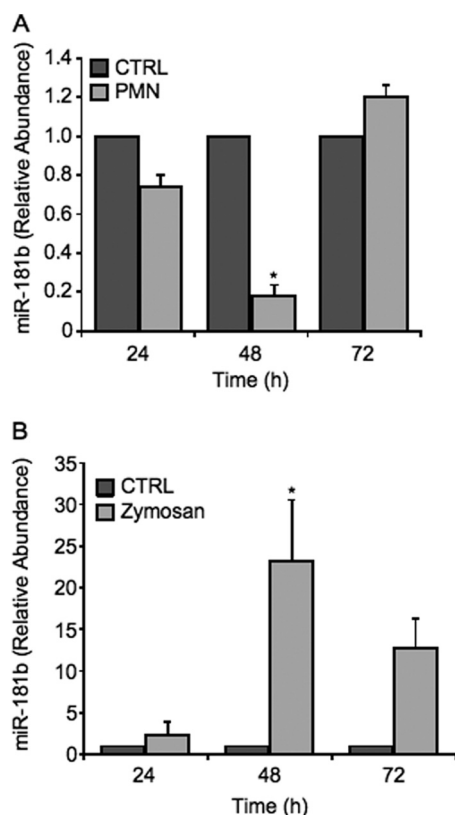 A
miR-181b (Relative Abundance)
1.4
1.2
1.0
0.8
0.6
0.4
0.2
0
CTRL
PMN
*
24 48 72
Time (h)
B
miR-181b (Relative Abundance)
35
30
25
20
15
10
5
0
CTRL
Zymosan
*
24 48 72
Time (h)